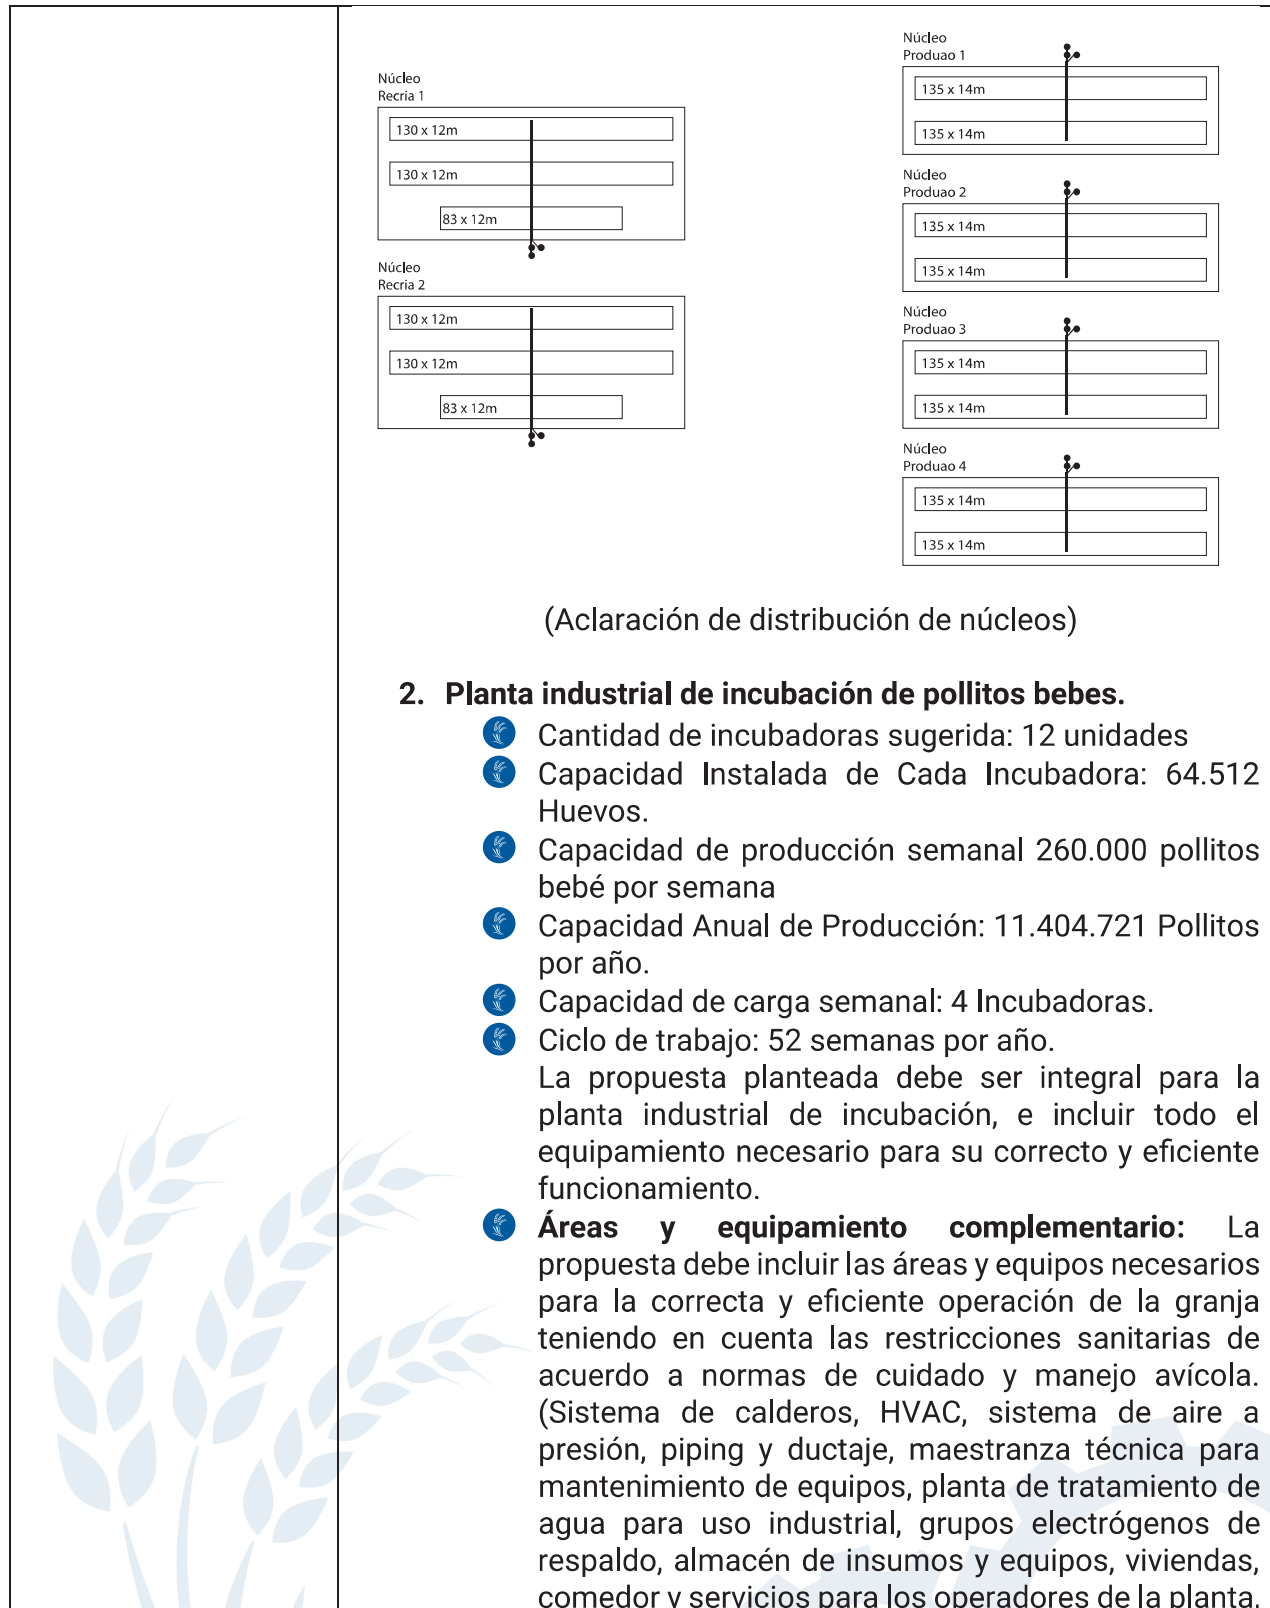 Núcleo
Recria 1
130 x 12m
130 x 12m
83 x 12m
Núcleo
Recria 2
130 x 12m
130 x 12m
83 x 12m
Núcleo
Produao 1
135 x 14m
135 x 14m
Núcleo
Produao 2
135 x 14m
135 x 14m
Núcleo
Produao 3
135 x 14m
135 x 14m
Núcleo
Produao 4
135 x 14m
135 x 14m
(Aclaración de distribución de núcleos)
2. Planta industrial de incubación de pollitos bebes.
Cantidad de incubadoras sugerida: 12 unidades
Capacidad Instalada de Cada Incubadora: 64.512
Huevos.
Capacidad de producción semanal 260.000 pollitos
bebé por semana
Capacidad Anual de Producción: 11.404.721 Pollitos
por año.
Capacidad de carga semanal: 4 Incubadoras.
Ciclo de trabajo: 52 semanas por año.
La propuesta planteada debe ser integral para la
planta industrial de incubación, e incluir todo el
equipamiento necesario para su correcto y eficiente
funcionamiento.
Áreas y equipamiento complementario: La
propuesta debe incluir las áreas y equipos necesarios
para la correcta y eficiente operación de la granja
teniendo en cuenta las restricciones sanitarias de
acuerdo a normas de cuidado y manejo avícola.
(Sistema de calderos, HVAC, sistema de aire a
presión, piping y ductaje, maestranza técnica para
mantenimiento de equipos, planta de tratamiento de
agua para uso industrial, grupos electrógenos de
respaldo, almacén de insumos y equipos, viviendas,
comedor y servicios para los operadores de la planta,